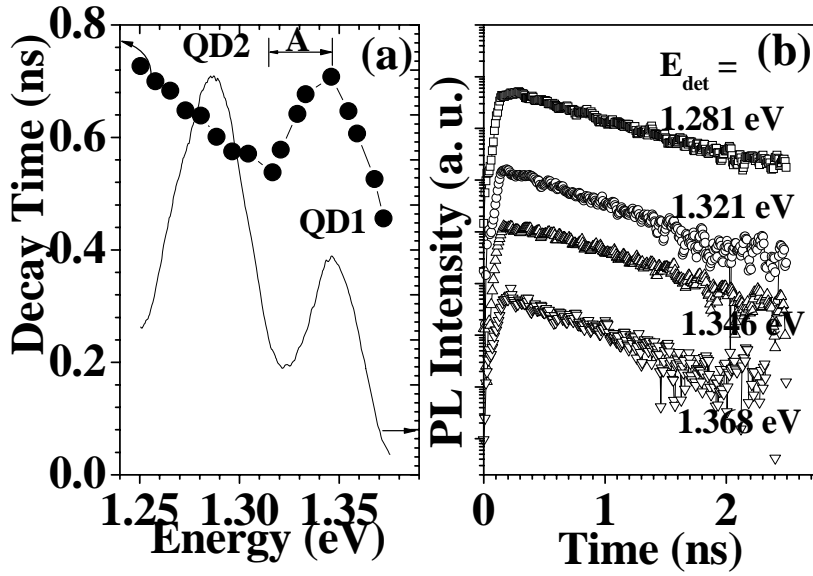 0.8
0.6
0.4
0.2
0.0
Decay Time (ns)
QD2
A
(a)
QD1
1.25
1.30
1.35
Energy (eV)
(b)
E_det =
1.281 eV
1.321 eV
1.346 eV
1.368 eV
PL Intensity (a. u.)
0
1
2
Time (ns)